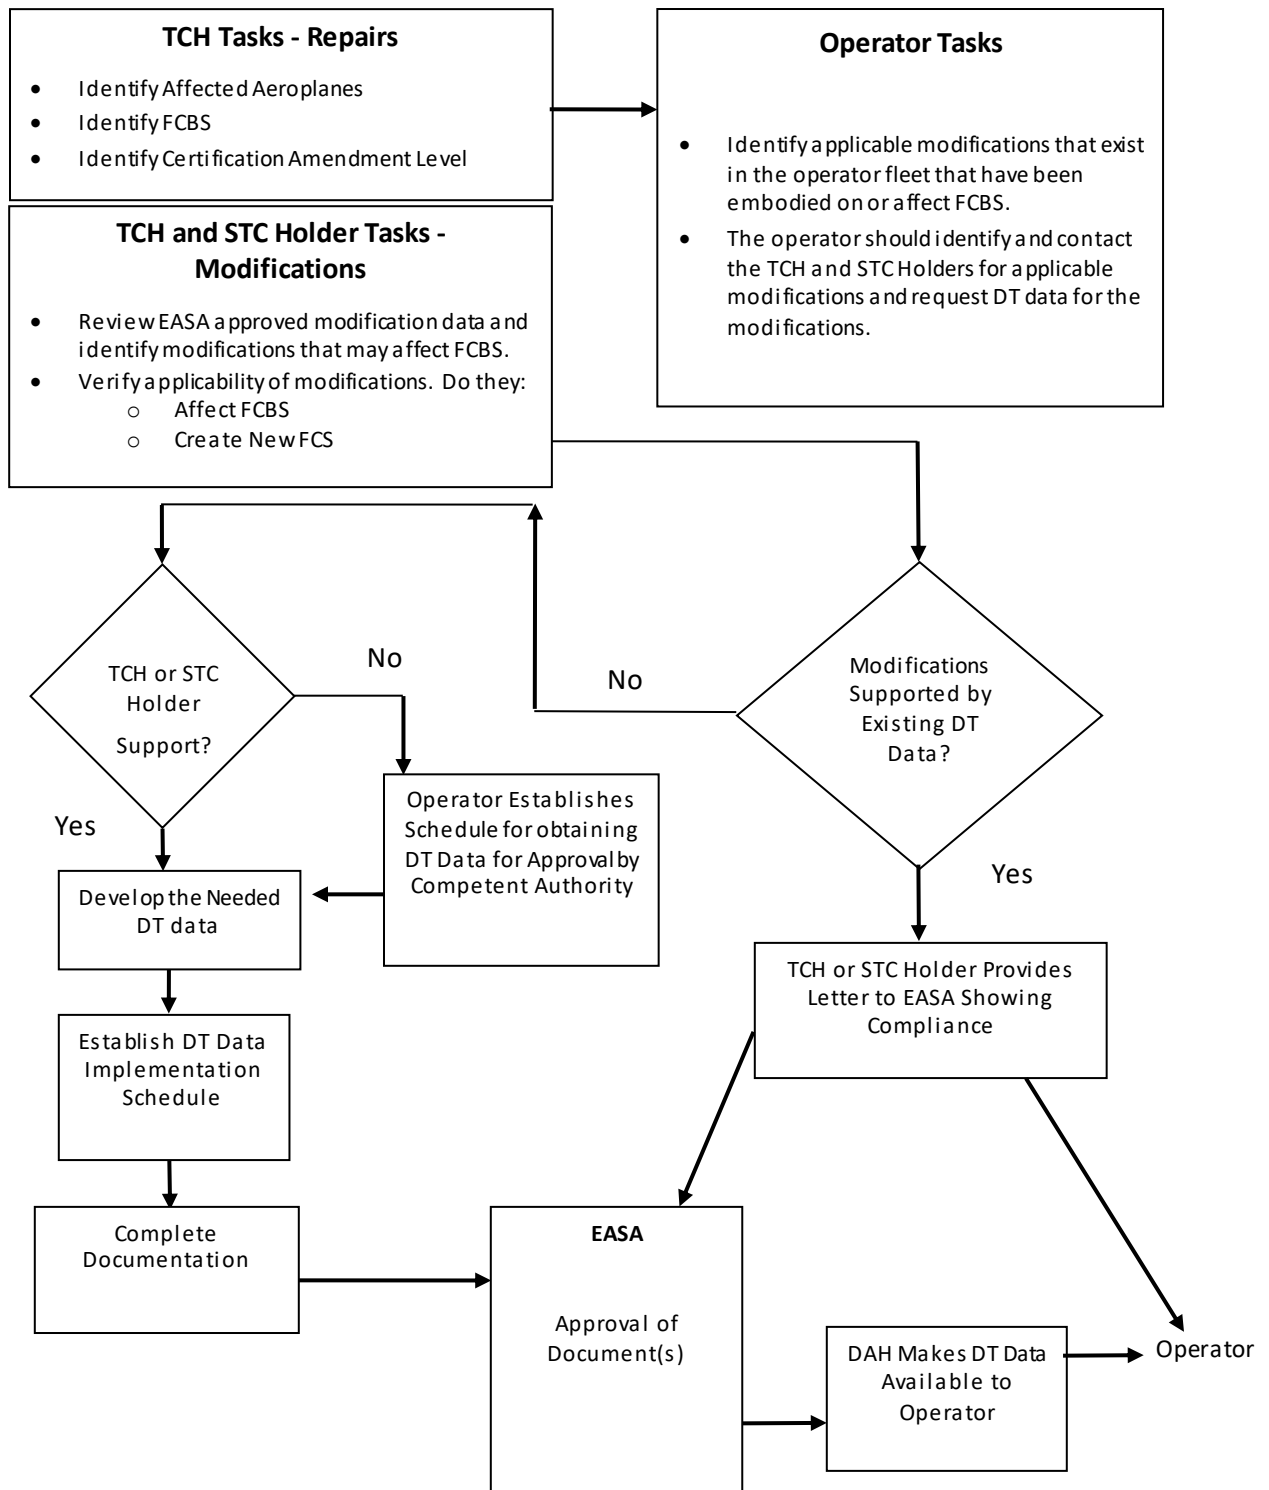 TCH Tasks - Repairs
• Identify Affected Aeroplanes
• Identify FCBS
• Identify Certification Amendment Level
Operator Tasks
• Identify applicable modifications that exist
in the operator fleet that have been
embodied on or affect FCBS.
• The operator should identify and contact
the TCH and STC Holders for applicable
modifications and request DT data for the
modifications.
TCH and STC Holder Tasks -
Modifications
• Review EASA approved modification data and
identify modifications that may affect FCBS.
• Verify applicability of modifications. Do they:
o Affect FCBS
o Create New FCS
TCH or STC
Holder
Support?
No
Yes
No
Modifications
Supported by
Existing DT
Data?
Yes
Operator Establishes
Schedule for obtaining
DT Data for Approval by
Competent Authority
Develop the Needed
DT data
TCH or STC Holder Provides
Letter to EASA Showing
Compliance
Establish DT Data
Implementation
Schedule
Complete
Documentation
EASA
Approval of
Document(s)
DAH Makes DT Data
Available to
Operator
Operator